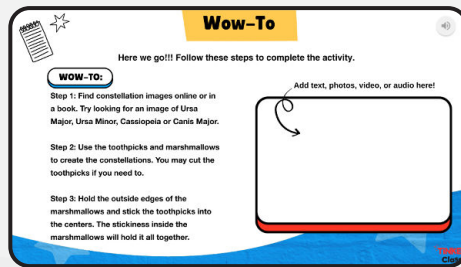 Wow-To
Here we go!!! Follow these steps to complete the activity.
WOW-TO:
Step 1: Find constellation images online or in
a book. Try looking for an image of Ursa
Major, Ursa Minor, Cassiopeia or Canis Major.
Step 2: Use the toothpicks and marshmallows
to create the constellations. You may cut the
toothpicks if you need to.
Step 3: Hold the outside edges of the
marshmallows and stick the toothpicks into
the centers. The stickiness inside the
marshmallows will hold it all together.
Add text, photos, video, or audio here!